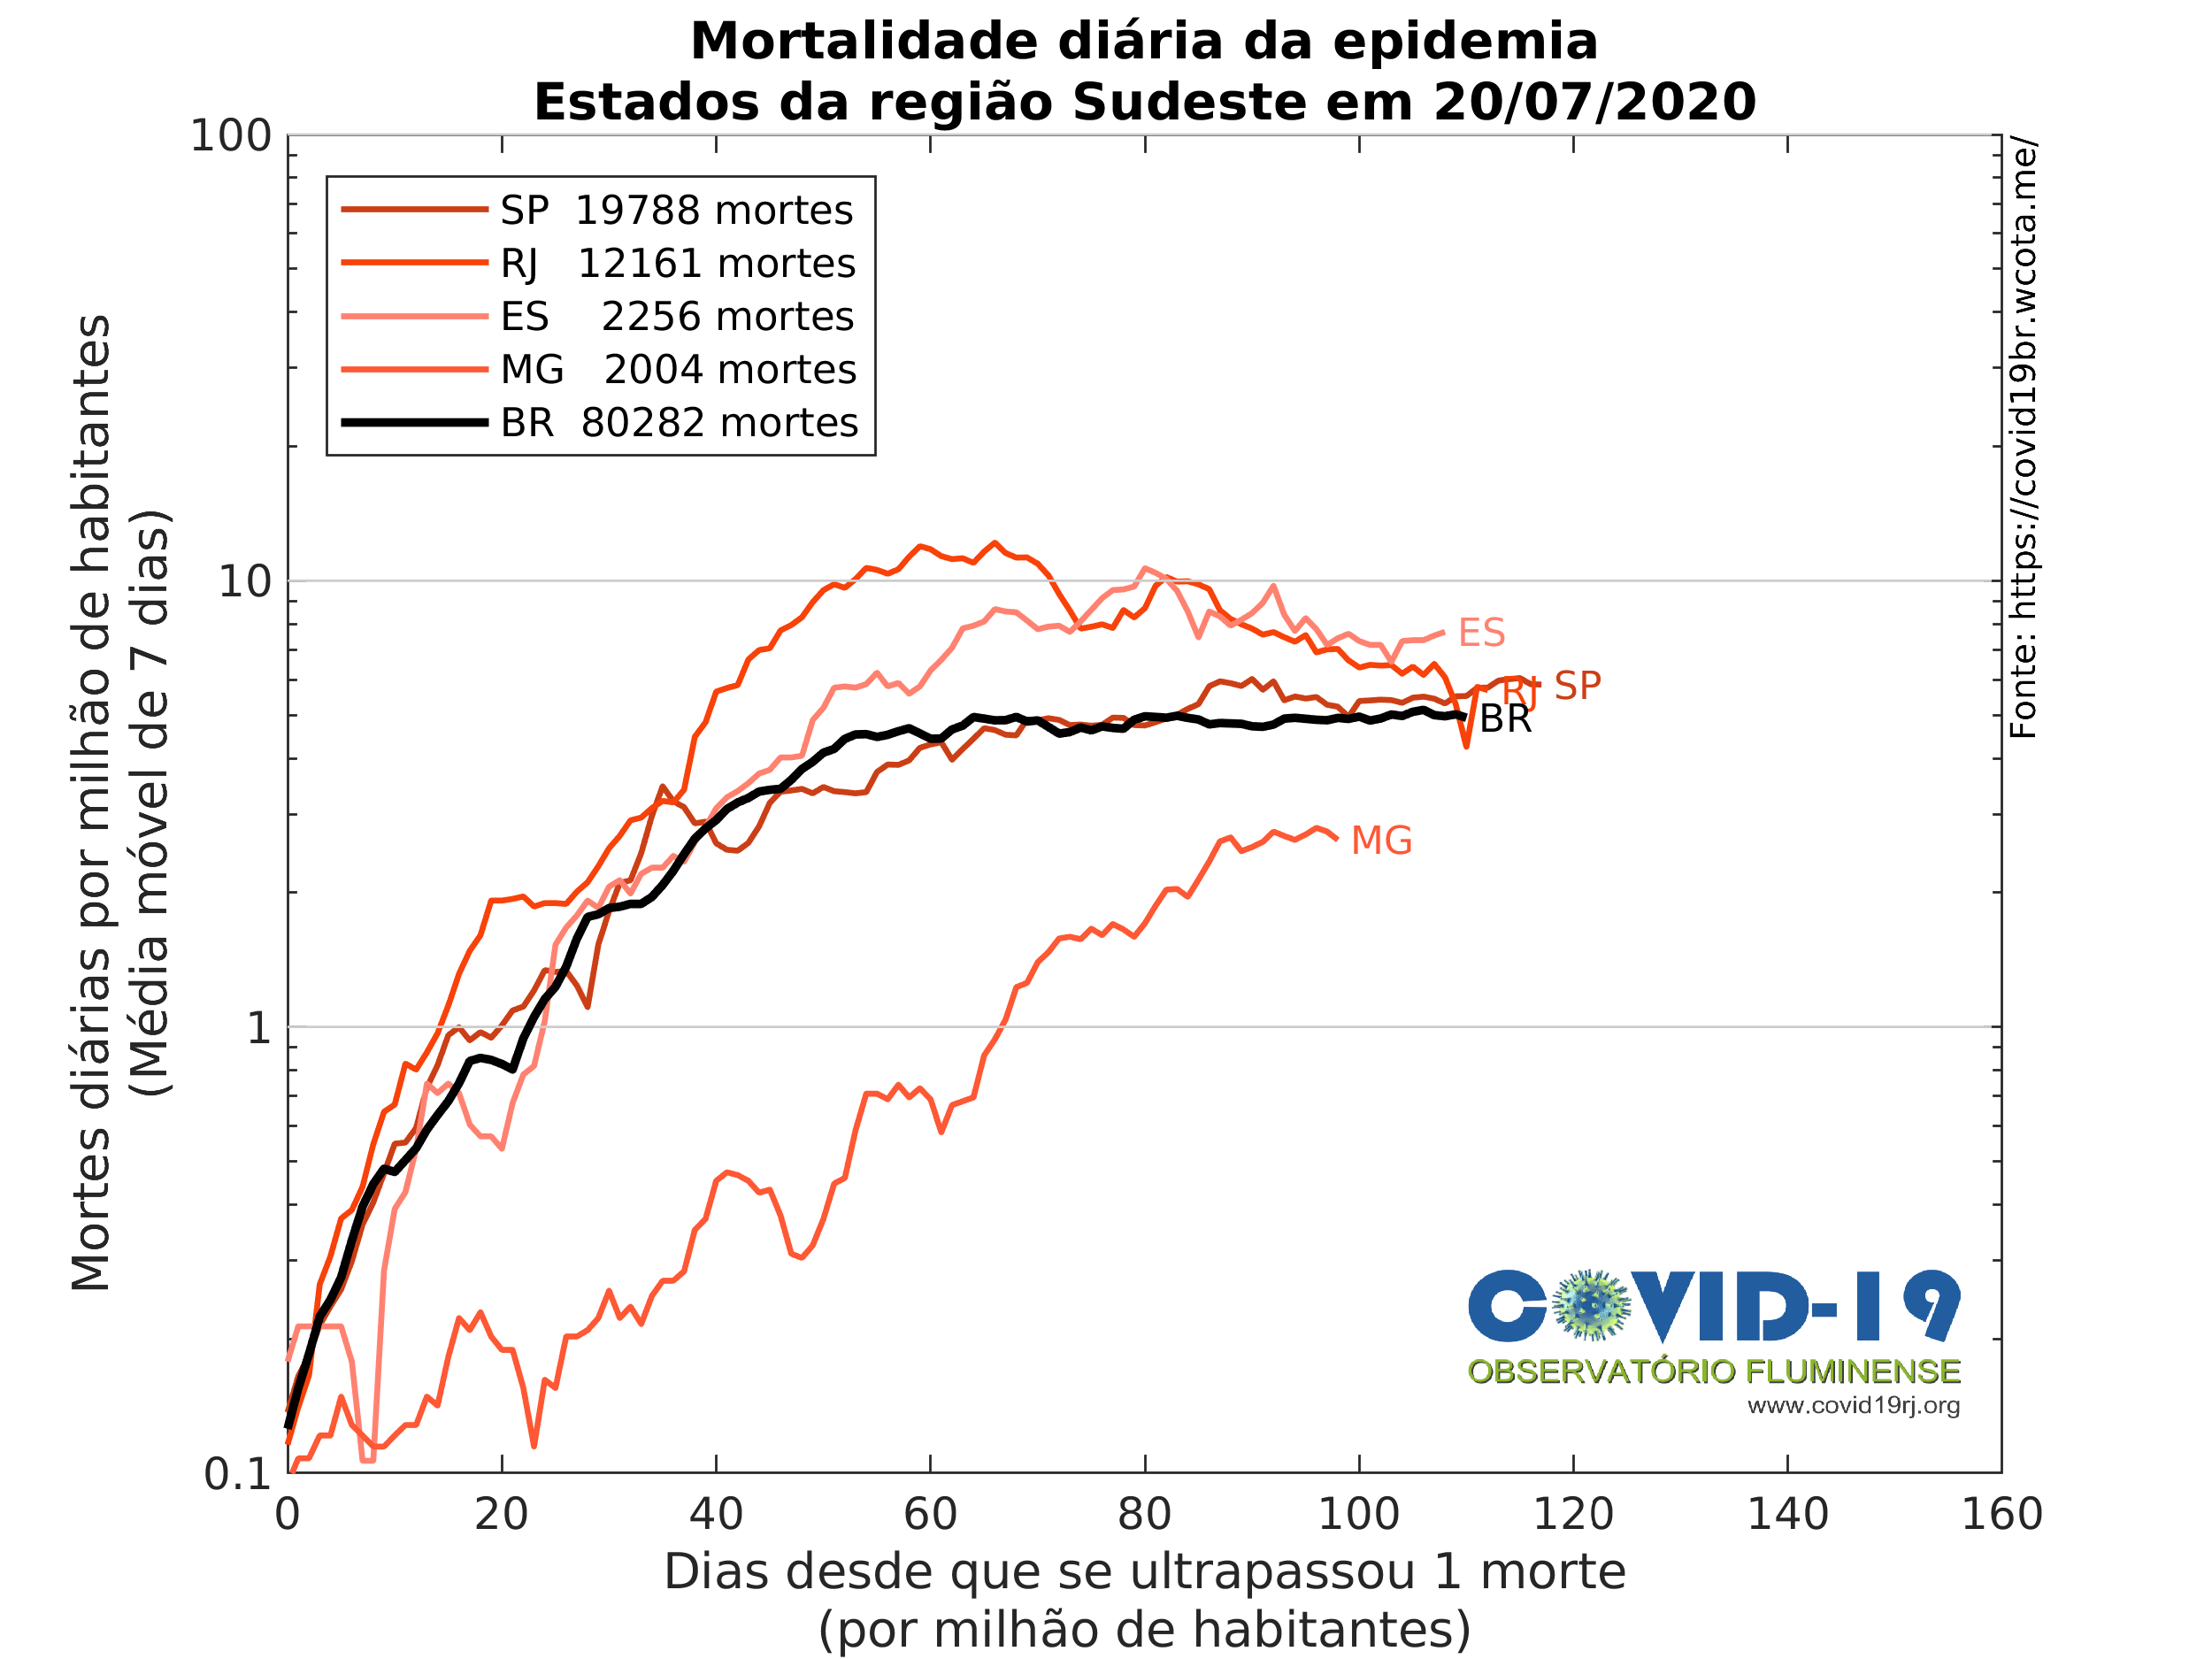 Mortalidade diária da epidemia
Estados da região Sudeste em 20/07/2020
100
10
1
0.1
Mortes diárias por milhão de habitantes
(Média móvel de 7 dias)
SP 19788 mortes
RJ 12161 mortes
ES 2256 mortes
MG 2004 mortes
BR 80282 mortes
Fonte: https://covid19br.wcota.me/
ES
SP
RJ
BR
MG
COVID-19
OBSERVATÓRIO FLUMINENSE
www.covid19rj.org
0 20 40 60 80 100 120 140 160
Dias desde que se ultrapassou 1 morte
(por milhão de habitantes)